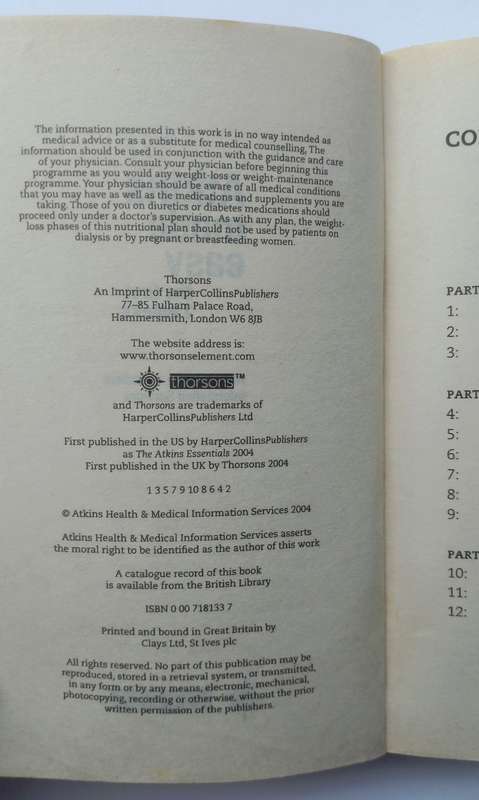 The information presented in this work is in no way intended as
medical advice or as a substitute for medical counselling, The
information should be used in conjunction with the guidance and care
of your physician. Consult your physician before beginning this
programme as you would any weight-loss or weight-maintenance
programme. Your physician should be aware of all medical conditions
that you may have as well as the medications and supplements you are
taking. Those of you on diuretics or diabetes medications should
proceed only under a doctor's supervision. As with any plan, the weight-
loss phases of this nutritional plan should not be used by patients on
dialysis or by pregnant or breastfeeding women.
easy
Thorsons
An Imprint of HarperCollinsPublishers
77–85 Fulham Palace Road,
Hammersmith, London W6 8JB
The website address is:
www.thorsonselement.com
thorsons™
and Thorsons are trademarks of
HarperCollinsPublishers Ltd
First published in the US by HarperCollinsPublishers
as The Atkins Essentials 2004
First published in the UK by Thorsons 2004
1 3 5 7 9 10 8 6 4 2
© Atkins Health & Medical Information Services 2004
Atkins Health & Medical Information Services asserts
the moral right to be identified as the author of this work
A catalogue record of this book
is available from the British Library
ISBN 0 00 718133 7
Printed and bound in Great Britain by
Clays Ltd, St Ives plc
All rights reserved. No part of this publication may be
reproduced, stored in a retrieval system, or transmitted,
in any form or by any means, electronic, mechanical,
photocopying, recording or otherwise, without the prior
written permission of the publishers.
CO
PART
1:
2:
3:
PART
4:
5:
6:
7:
8:
9:
PART
10:
11:
12: